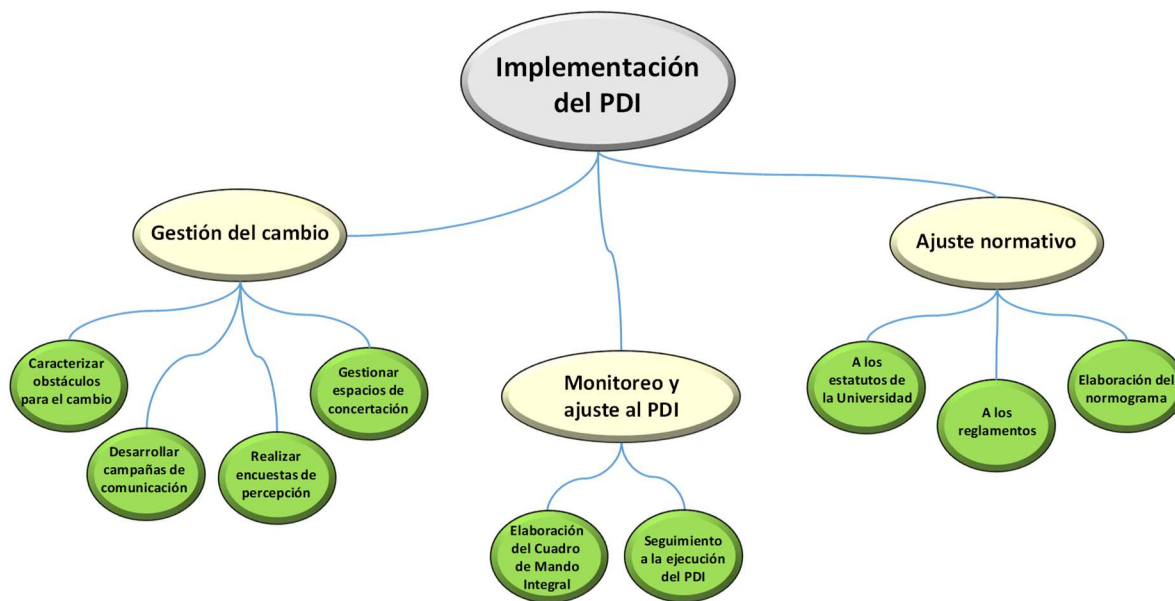 Implementación
del PDI
Gestión del cambio
Ajuste normativo
Monitoreo y
ajuste al PDI
Caracterizar
obstáculos
para el cambio
Desarrollar
campañas de
comunicación
Realizar
encuestas de
percepción
Gestionar
espacios de
concertación
Elaboración
del Cuadro
de Mando
Integral
Seguimiento
a la ejecución
del PDI
A los
estatutos de
la Universidad
A los
reglamentos
Elaboración del
normograma